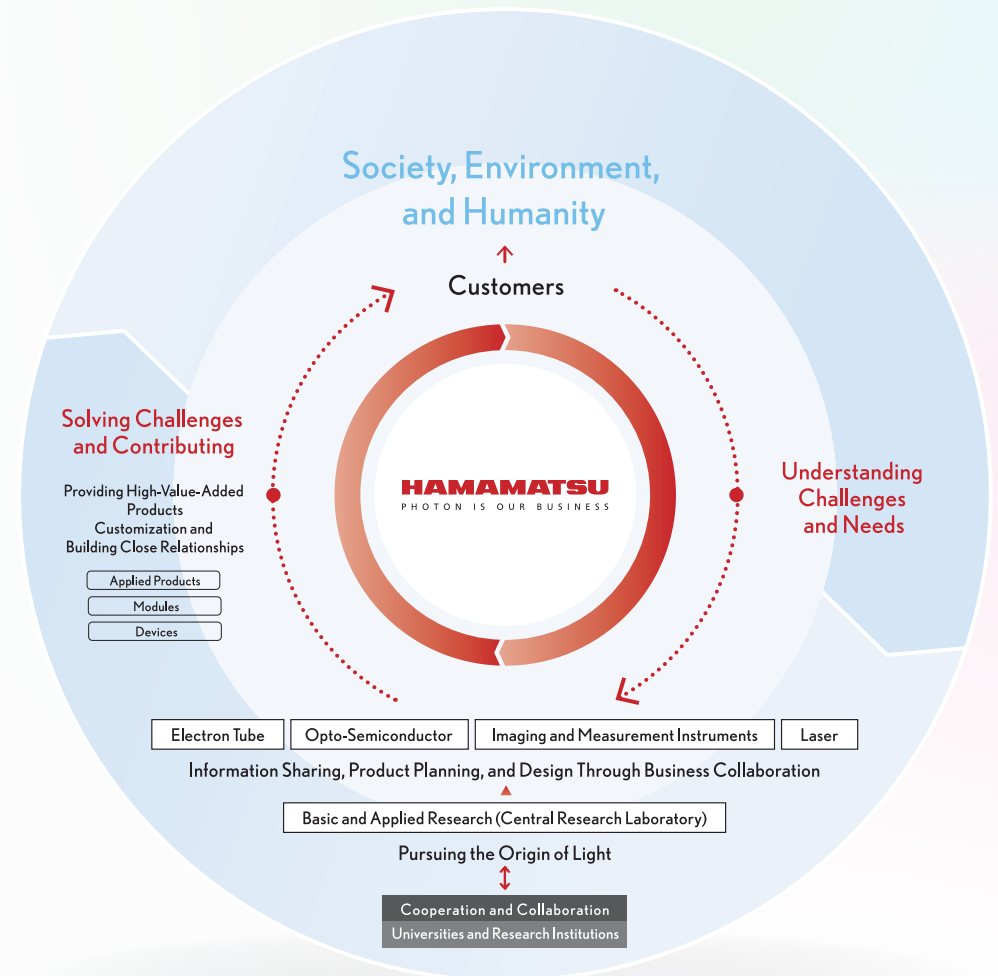 Society, Environment,
and Humanity
Customers
Solving Challenges
and Contributing
Providing High-Value-Added
Products
Customization and
Building Close Relationships
Applied Products
Modules
Devices
HAMAMATSU
PHOTON IS OUR BUSINESS
Understanding
Challenges
and Needs
Electron Tube
Opto-Semiconductor
Imaging and Measurement Instruments
Laser
Information Sharing, Product Planning, and Design Through Business Collaboration
Basic and Applied Research (Central Research Laboratory)
Pursuing the Origin of Light
Cooperation and Collaboration
Universities and Research Institutions